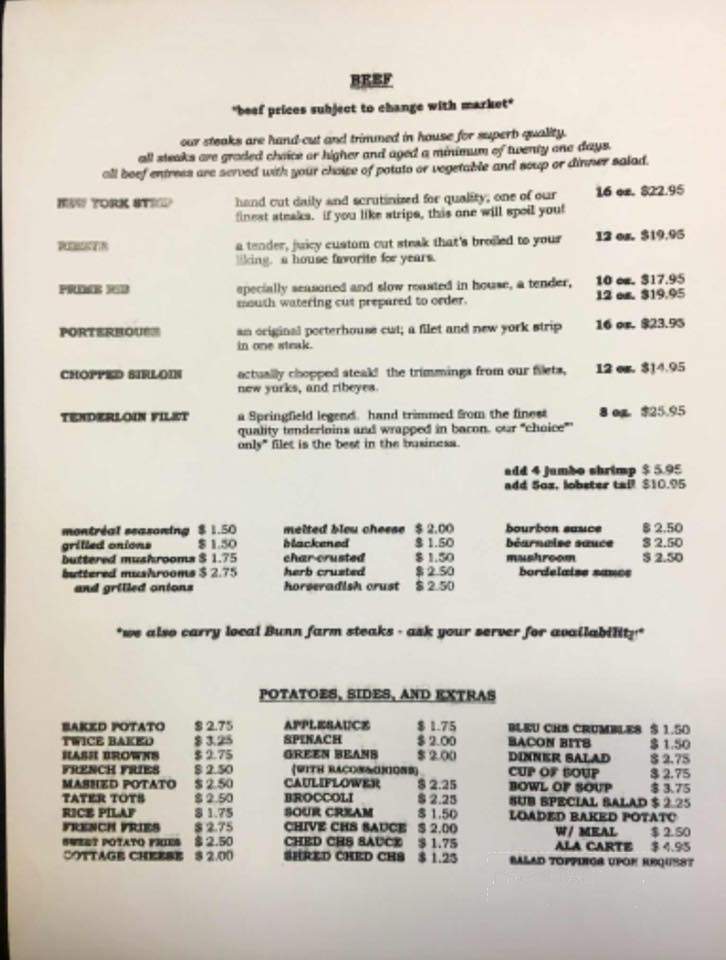 BEEF
*beef prices subject to change with market*
our steaks are hand-cut and trimmed in house for superb quality.
all steaks are graded choice or higher and aged a minimum of twenty one days.
all beef entrees are served with your choice of potato or vegetable and soup or dinner salad.
NEW YORK STRIP hand cut daily and scrutinized for quality, one of our 16 oz. $22.95
finest steaks. if you like strips, this one will spoil you!
RIBEYE a tender, juicy custom cut steak that's broiled to your 12 oz. $19.95
liking. a house favorite for years.
PRIME RIB specially seasoned and slow roasted in house, a tender, 10 oz. $17.95
mouth watering cut prepared to order. 12 oz. $19.95
PORTERHOUSE an original porterhouse cut; a filet and new york strip 16 oz. $23.95
in one steak.
CHOPPED SIRLOIN actually chopped steak! the trimmings from our filets, 12 oz. $14.95
new yorks, and ribeyes.
TENDERLOIN FILET a Springfield legend. hand trimmed from the finest 8 oz. $25.95
quality tenderloins and wrapped in bacon. our "choice"
only" filet is the best in the business.
add 4 jumbo shrimp $ 5.95
add 5oz. lobster tail $10.95
montréal seasoning $ 1.50 melted bleu cheese $ 2.00 bourbon sauce $ 2.50
grilled onions $ 1.50 blackened $ 1.50 béarnaise sauce $ 2.50
buttered mushrooms $ 1.75 char-crusted $ 1.50 mushroom $ 2.50
buttered mushrooms $ 2.75 herb crusted $ 2.50 bordelaise sauce
and grilled onions horseradish crust $ 2.50
*we also carry local Bunn farm steaks - ask your server for availability!*
POTATOES, SIDES, AND EXTRAS
BAKED POTATO $ 2.75 APPLESAUCE $ 1.75 BLEU CHS CRUMBLES $ 1.50
TWICE BAKED $ 3.25 SPINACH $ 2.00 BACON BITS $ 1.50
HASH BROWNS $ 2.75 GREEN BEANS $ 2.00 DINNER SALAD $ 2.75
FRENCH FRIES $ 2.50 (WITH BACON&ONIONS) CUP OF SOUP $ 2.75
MASHED POTATO $ 2.50 CAULIFLOWER $ 2.25 BOWL OF SOUP $ 3.75
TATER TOTS $ 2.50 BROCCOLI $ 2.25 SUB SPECIAL SALAD $ 2.25
RICE PILAF $ 1.75 SOUR CREAM $ 1.50 LOADED BAKED POTATO
FRENCH FRIES $ 2.75 CHIVE CHS SAUCE $ 2.00 W/ MEAL $ 2.50
SWEET POTATO FRIES $ 2.50 CHED CHS SAUCE $ 1.75 ALA CARTE $ 4.95
COTTAGE CHEESE $ 2.00 SHRED CHED CHS $ 1.25 SALAD TOPPINGS UPON REQUEST